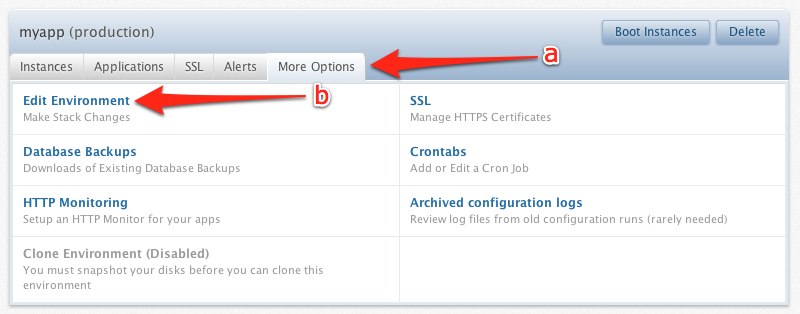 myapp (production)
Boot Instances
Delete
a
Instances
Applications
SSL
Alerts
More Options
Edit Environment
b
Make Stack Changes
SSL
Manage HTTPS Certificates
Database Backups
Downloads of Existing Database Backups
Crontabs
Add or Edit a Cron Job
HTTP Monitoring
Setup an HTTP Monitor for your apps
Archived configuration logs
Review log files from old configuration runs (rarely needed)
Clone Environment (Disabled)
You must snapshot your disks before you can clone this
environment